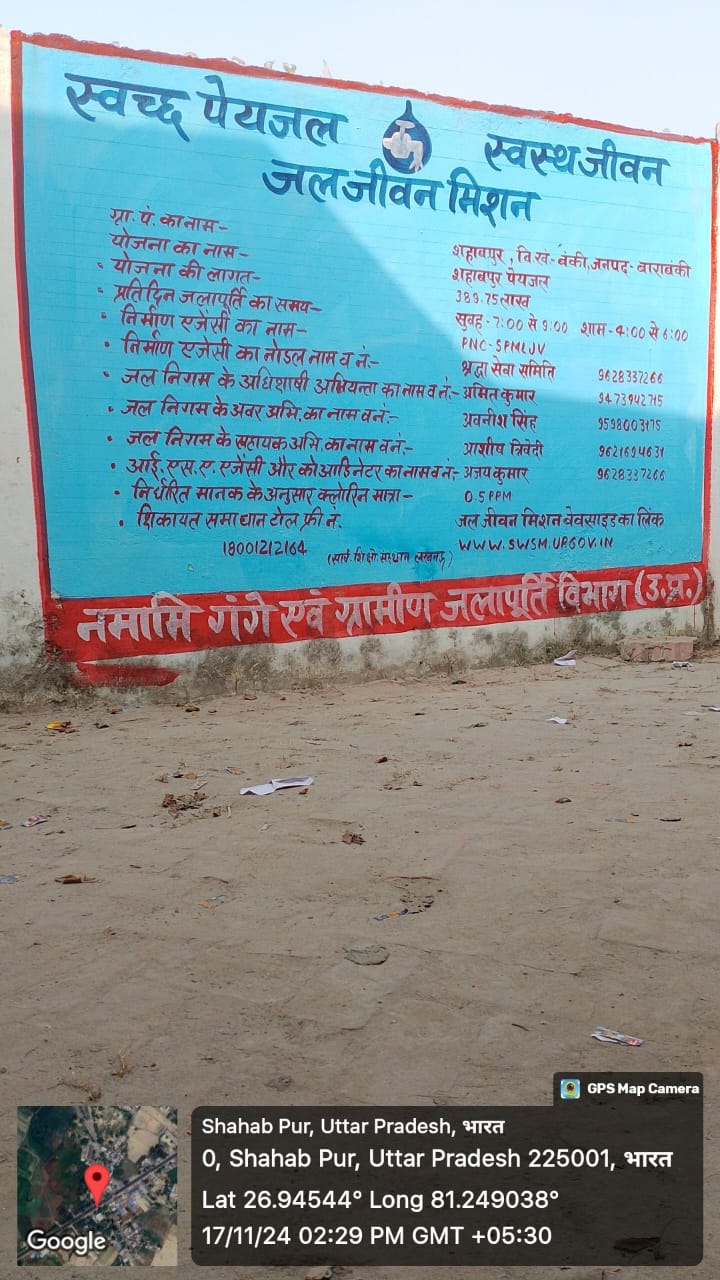 स्वच्छ पेयजल स्वस्थ जीवन
जल जीवन मिशन
ग्रा. पं. का नाम- शहाबपुर, वि.खं.- बंकी, जनपद- बाराबंकी
योजना का नाम- शहाबपुर पेयजल
योजना की लागत- 389.75 लाख
प्रतिदिन जलापूर्ति का समय- सुबह - 7:00 से 9:00 शाम - 4:00 से 6:00
निर्माण एजेंसी का नाम- PNC-SPMLJV
निर्माण एजेंसी का नोडल नाम व नं:- श्रद्धा सेवा समिति 9628337266
जल निगम के अधिशाषी अभियन्ता का नाम व नं:- अमित कुमार 9473942715
जल निगम के अवर अभि. का नाम व नं:- अवनीश सिंह 9598003175
जल निगम के सहायक अभि. का नाम व नं:- आशीष त्रिवेदी 9621694631
आई.एस.ए. एजेंसी और कोआर्डिनेटर का नाम व नं:- अजय कुमार 9628337266
निर्धारित मानक के अनुसार क्लोरिन मात्रा- 0.5 PPM
शिकायत समाधान टोल फ्री नं. जल जीवन मिशन वेवसाइड का लिंक
18001212164 WWW.SWSM.UP.GOV.IN
नमामि गंगे एवं ग्रामीण जलापूर्ति विभाग (उ.प्र.)
GPS Map Camera
Shahab Pur, Uttar Pradesh, भारत
0, Shahab Pur, Uttar Pradesh 225001, भारत
Lat 26.94544° Long 81.249038°
17/11/24 02:29 PM GMT +05:30
Google